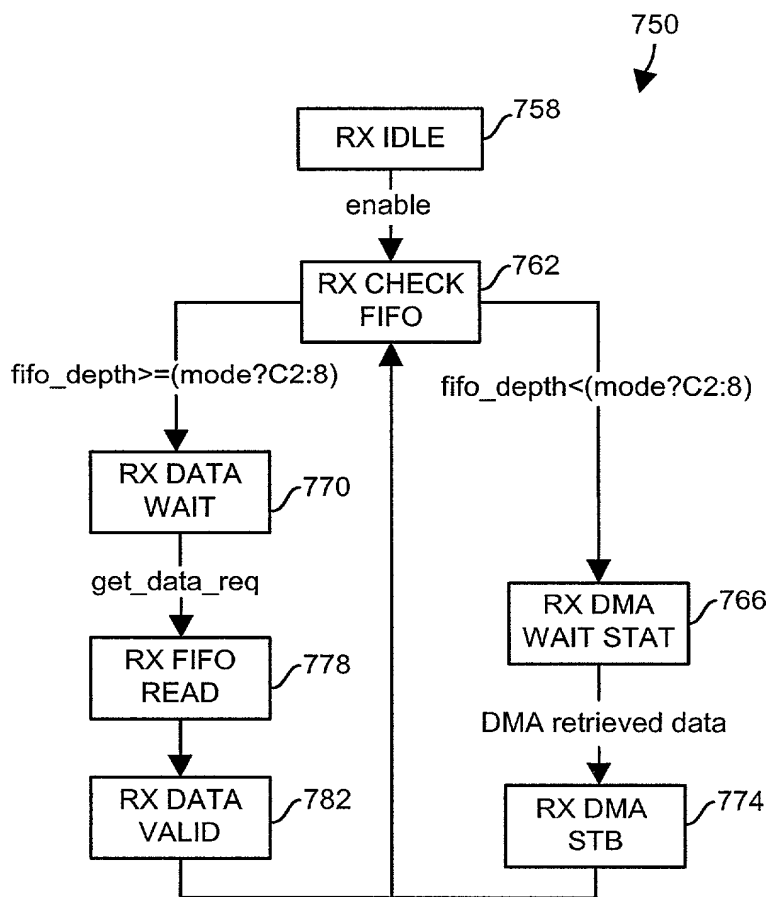 750
758
RX IDLE
enable
762
RX CHECK
FIFO
fifo_depth>=(mode?C2:8)
fifo_depth<(mode?C2:8)
RX DATA
WAIT
770
get_data_req
RX DMA
WAIT STAT
766
RX FIFO
READ
778
DMA retrieved data
RX DATA
VALID
782
RX DMA
STB
774